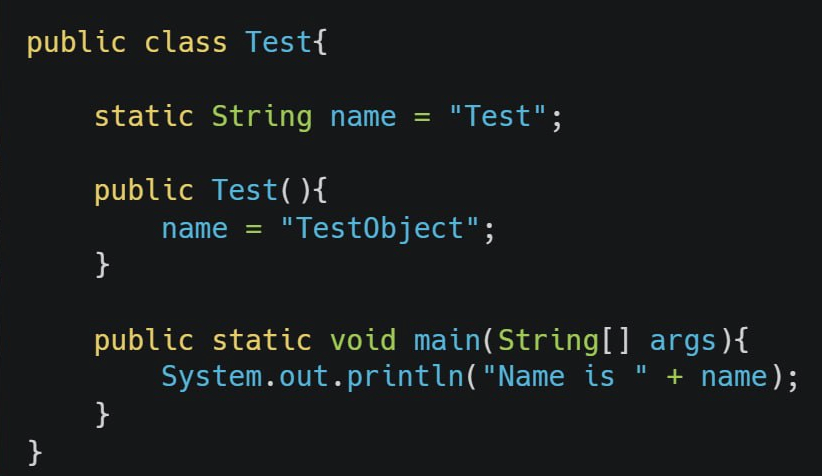 public class Test{
static String name = "Test";
public Test(){
name = "TestObject";
}
public static void main(String[] args){
System.out.println("Name is " + name);
}
}